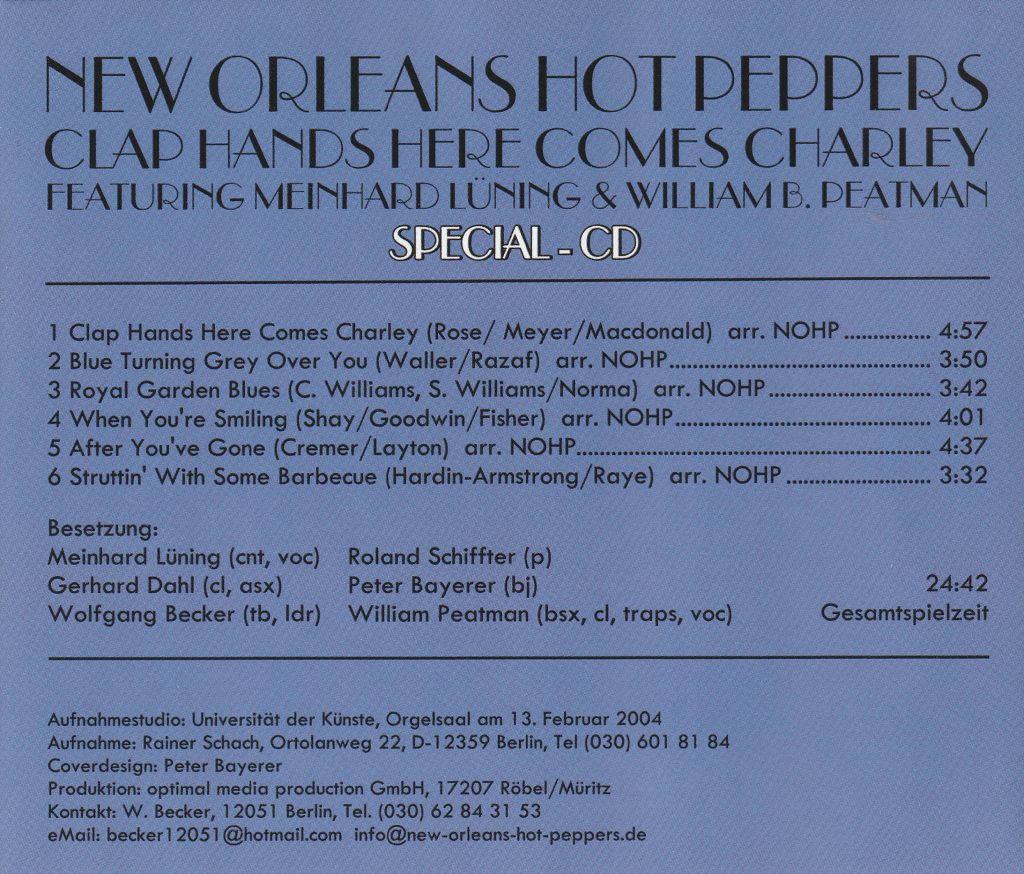 NEW ORLEANS HOT PEPPERS
CLAP HANDS HERE COMES CHARLEY
FEATURING MEINHARD LÜNING & WILLIAM B. PEATMAN
SPECIAL - CD
1 Clap Hands Here Comes Charley (Rose/ Meyer/Macdonald) arr. NOHP ............... 4:57
2 Blue Turning Grey Over You (Waller/Razaf) arr. NOHP............................................. 3:50
3 Royal Garden Blues (C. Williams, S. Williams/Norma) arr. NOHP............................ 3:42
4 When You're Smiling (Shay/Goodwin/Fisher) arr. NOHP............................................ 4:01
5 After You've Gone (Cremer/Layton) arr. NOHP............................................................. 4:37
6 Struttin' With Some Barbecue (Hardin-Armstrong/Raye) arr. NOHP ......................... 3:32
Besetzung:
Meinhard Lüning (cnt, voc) Roland Schiffter (p)
Gerhard Dahl (cl, asx) Peter Bayerer (bj) 24:42
Wolfgang Becker (tb, ldr) William Peatman (bsx, cl, traps, voc) Gesamtspielzeit
Aufnahmestudio: Universität der Künste, Orgelsaal am 13. Februar 2004
Aufnahme: Rainer Schach, Ortolanweg 22, D-12359 Berlin, Tel (030) 601 81 84
Coverdesign: Peter Bayerer
Produktion: optimal media production GmbH, 17207 Röbel/Müritz
Kontakt: W. Becker, 12051 Berlin, Tel. (030) 62 84 31 53
eMail: becker12051@hotmail.com info@new-orleans-hot-peppers.de